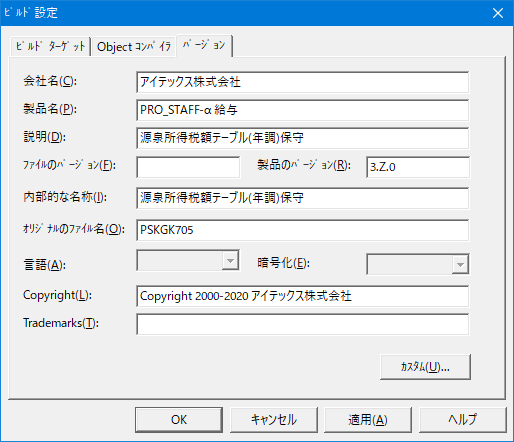 ﾋﾞﾙﾄﾞ設定
ﾋﾞﾙﾄﾞ ﾀｰｹﾞｯﾄ Object ｺﾝﾊﾟｲﾗ ﾊﾞｰｼﾞｮﾝ
会社名(C): アイテックス株式会社
製品名(P): PRO_STAFF-α 給与
説明(D): 源泉所得税額テーブル(年調)保守
ﾌｧｲﾙのﾊﾞｰｼﾞｮﾝ(F): 製品のﾊﾞｰｼﾞｮﾝ(R): 3.Z.0
内部的な名称(I): 源泉所得税額テーブル(年調)保守
ｵﾘｼﾞﾅﾙのﾌｧｲﾙ名(O): PSKGK705
言語(A): 暗号化(E):
Copyright(L): Copyright 2000-2020 アイテックス株式会社
Trademarks(T):
ｶｽﾀﾑ(U)...
OK キャンセル 適用(A) ヘルプ